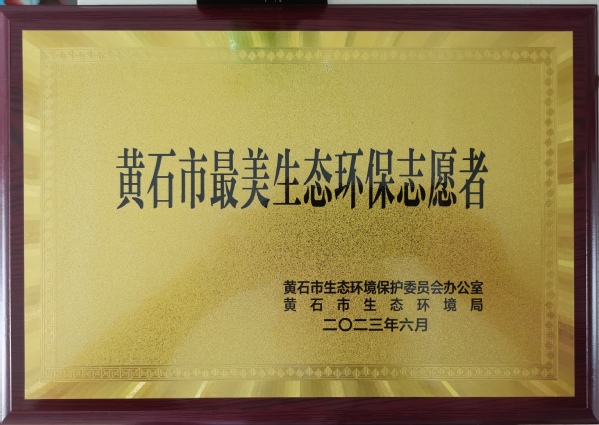 黄石市最美生态环保志愿者
黄石市生态环境保护委员会办公室
黄石市生态环境局
二〇二三年六月